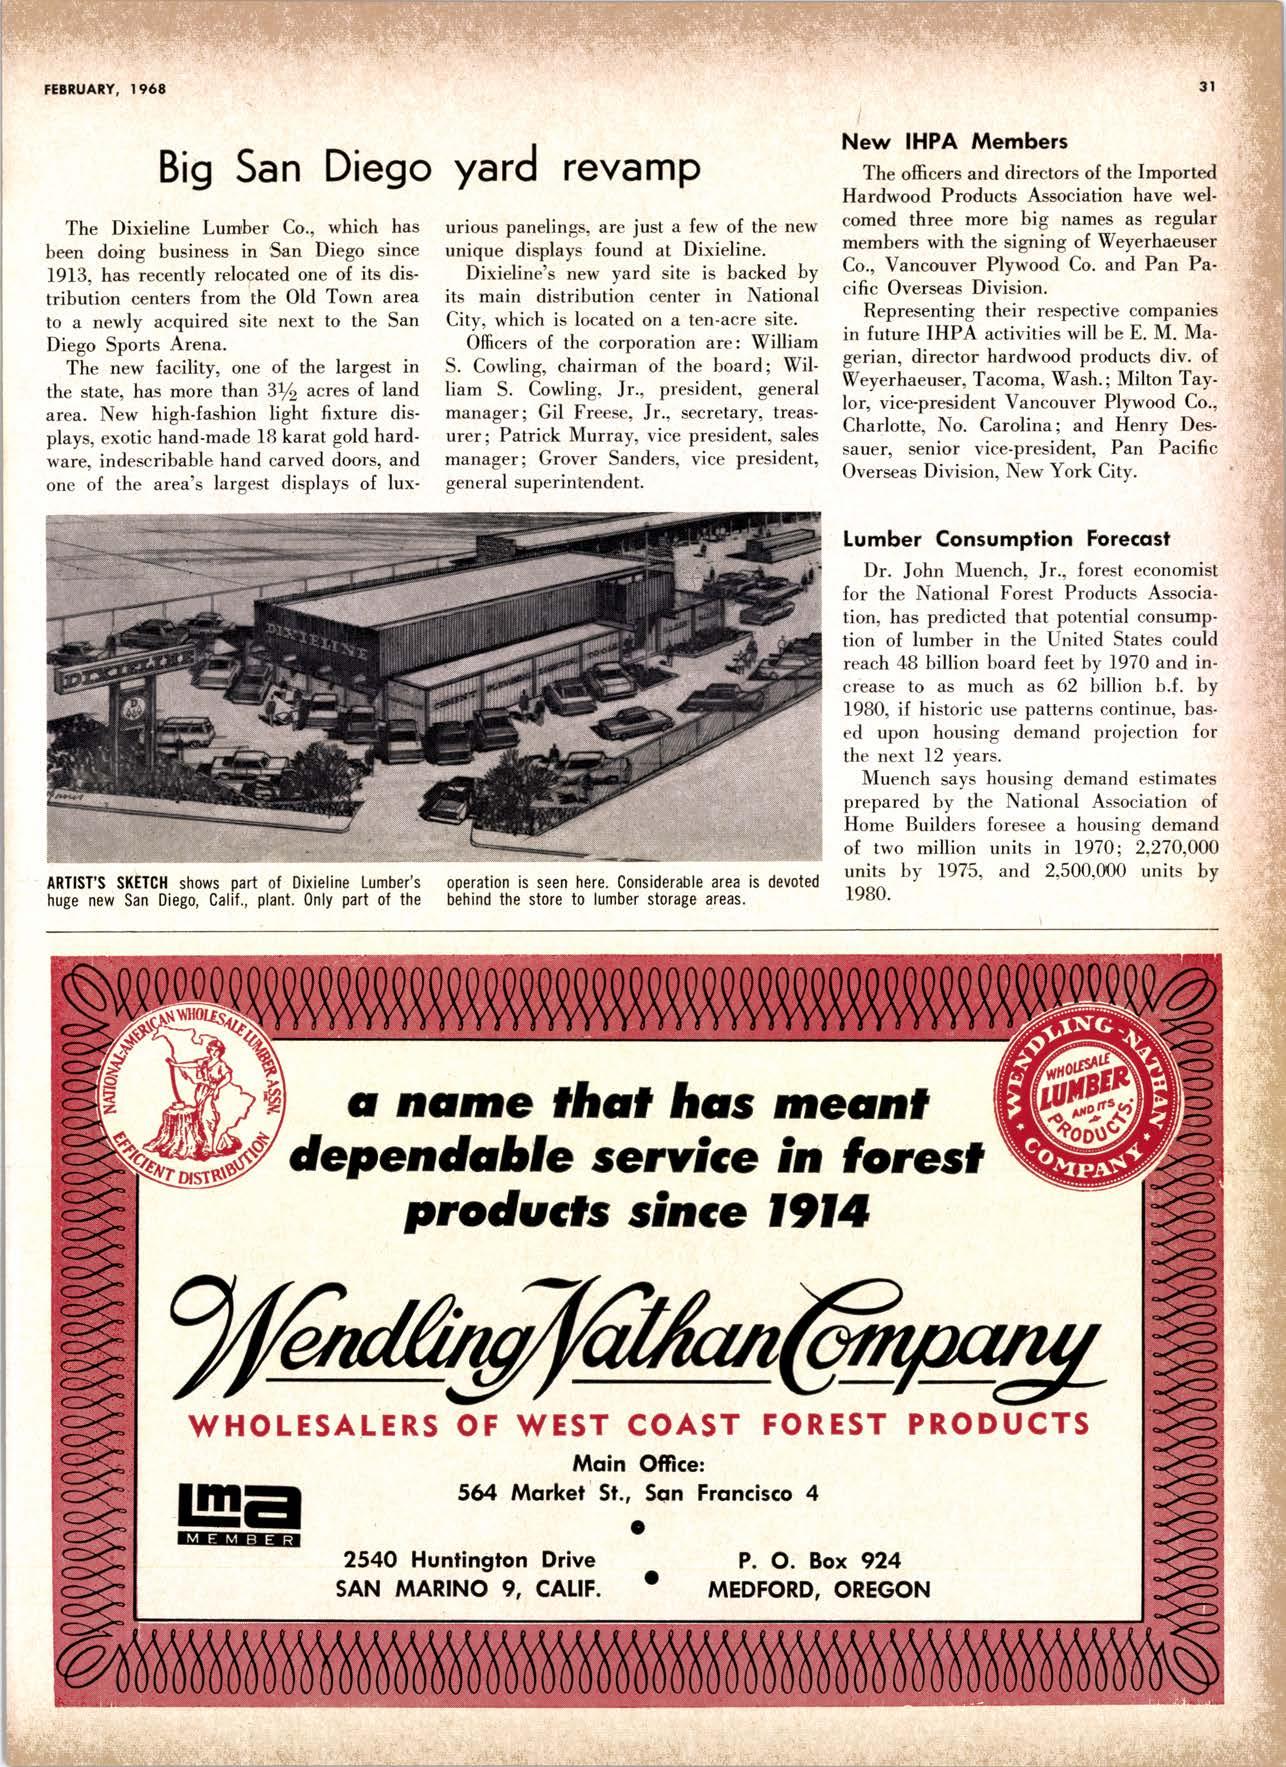 FEBRUARY, 1968
31
Big San Diego yard revamp
The Dixieline Lumber Co., which has
been doing business in San Diego since
1913, has recently relocated one of its dis-
tribution centers from the Old Town area
to a newly acquired site next to the San
Diego Sports Arena.
The new facility, one of the largest in
the state, has more than 3½ acres of land
area. New high-fashion light fixture dis-
plays, exotic hand-made 18 karat gold hard-
ware, indescribable hand carved doors, and
one of the area's largest displays of lux-
urious panelings, are just a few of the new
unique displays found at Dixieline.
Dixieline's new yard site is backed by
its main distribution center in National
City, which is located on a ten-acre site.
Officers of the corporation are: William
S. Cowling, chairman of the board; Wil-
liam S. Cowling, Jr., president, general
manager; Gil Freese, Jr., secretary, treas-
urer; Patrick Murray, vice president, sales
manager; Grover Sanders, vice president,
general superintendent.
DIXIELINE
DIXIELINE
CEMENT
ARTIST'S SKETCH shows part of Dixieline Lumber's
huge new San Diego, Calif., plant. Only part of the
operation is seen here. Considerable area is devoted
behind the store to lumber storage areas.
New IHPA Members
The officers and directors of the Imported
Hardwood Products Association have wel-
comed three more big names as regular
members with the signing of Weyerhaeuser
Co., Vancouver Plywood Co. and Pan Pa-
cific Overseas Division.
Representing their respective companies
in future IHPA activities will be E. M. Ma-
gerian, director hardwood products div. of
Weyerhaeuser, Tacoma, Wash.; Milton Tay-
lor, vice-president Vancouver Plywood Co.,
Charlotte, No. Carolina; and Henry Des-
sauer, senior vice-president, Pan Pacific
Overseas Division, New York City.
Lumber Consumption Forecast
Dr. John Muench, Jr., forest economist
for the National Forest Products Associa-
tion, has predicted that potential consump-
tion of lumber in the United States could
reach 48 billion board feet by 1970 and in-
crease to as much as 62 billion b.f. by
1980, if historic use patterns continue, bas-
ed upon housing demand projection for
the next 12 years.
Muench says housing demand estimates
prepared by the National Association of
Home Builders foresee a housing demand
of two million units in 1970; 2,270,000
units by 1975, and 2,500,000 units by
1980.
NATIONAL-AMERICAN WHOLESALE LUMBER ASSN.
EFFICIENT DISTRIBUTION
WENDLING-NATHAN
COMPANY
WHOLESALE
LUMBER
AND ITS
PRODUCTS.
a name that has meant
dependable service in forest
products since 1914
Wendling Nathan Company
WHOLESALERS OF WEST COAST FOREST PRODUCTS
Main Office:
564 Market St., San Francisco 4
lma
MEMBER
2540 Huntington Drive
SAN MARINO 9, CALIF.
P. O. Box 924
MEDFORD, OREGON